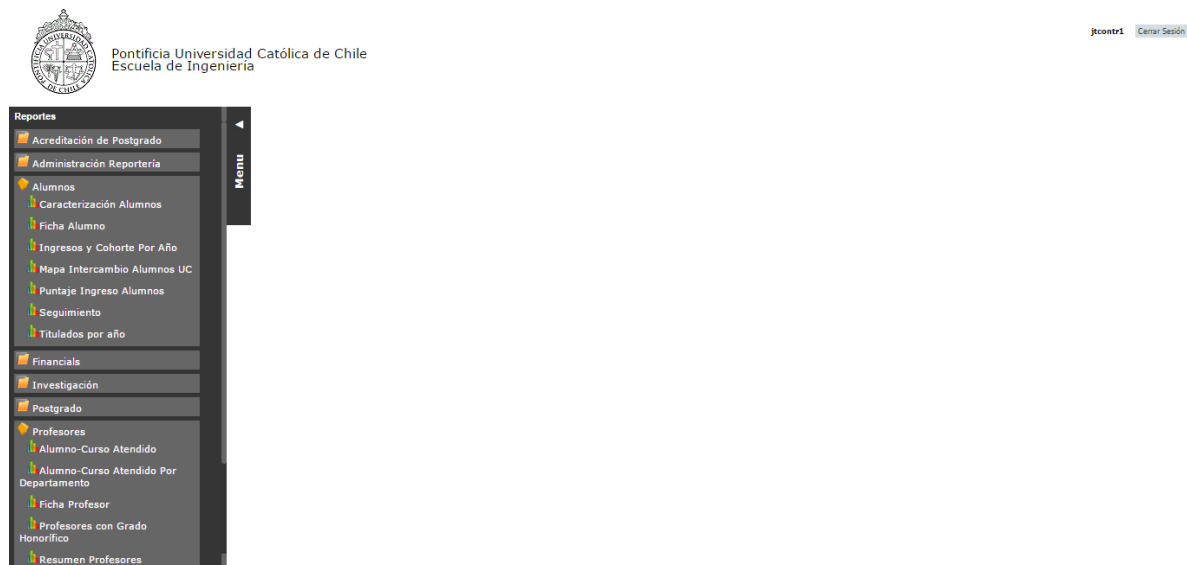 Pontificia Universidad Católica de Chile
Escuela de Ingeniería
jtcontr1 Cerrar Sesión
Reportes
Acreditación de Postgrado
Administración Reportería
Alumnos
Caracterización Alumnos
Ficha Alumno
Ingresos y Cohorte Por Año
Mapa Intercambio Alumnos UC
Puntaje Ingreso Alumnos
Seguimiento
Titulados por año
Financials
Investigación
Postgrado
Profesores
Alumno-Curso Atendido
Alumno-Curso Atendido Por
Departamento
Ficha Profesor
Profesores con Grado
Honorífico
Resumen Profesores
Menu